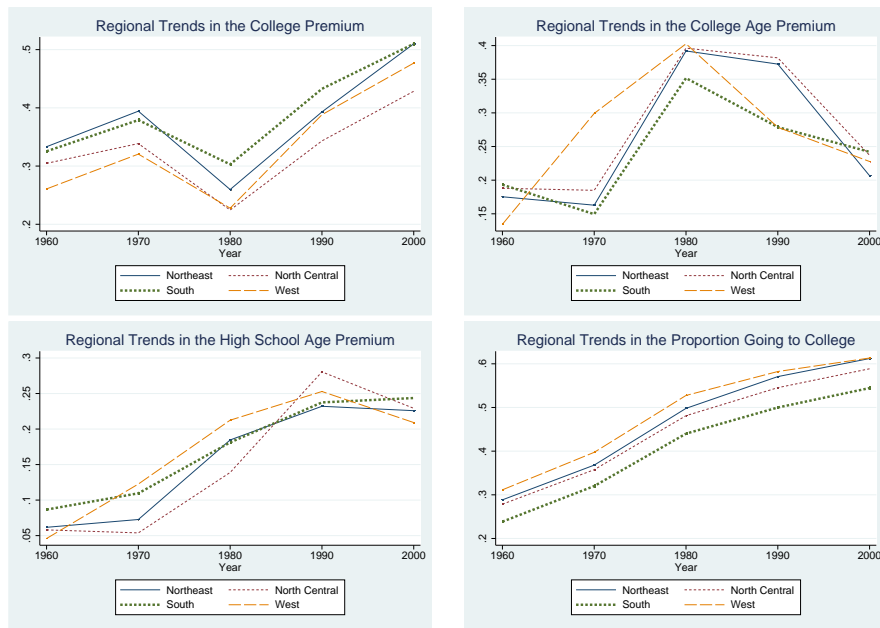 Regional Trends in the College Premium
.5
.4
.3
.2
1960 1970 1980 1990 2000
Year
Northeast North Central
South West
Regional Trends in the College Age Premium
.4
.35
.3
.25
.2
.15
1960 1970 1980 1990 2000
Year
Northeast North Central
South West
Regional Trends in the High School Age Premium
.3
.25
.2
.15
.1
.05
1960 1970 1980 1990 2000
Year
Northeast North Central
South West
Regional Trends in the Proportion Going to College
.6
.5
.4
.3
.2
1960 1970 1980 1990 2000
Year
Northeast North Central
South West